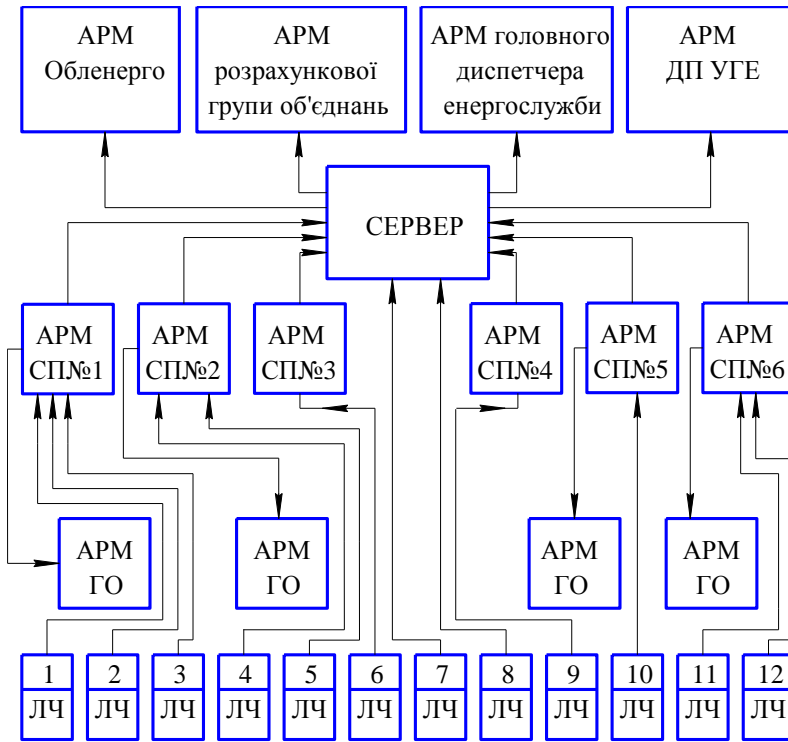 АРМ
Обленерго
АРМ
розрахункової
групи об'єднань
АРМ головного
диспетчера
енергослужби
АРМ
ДП УГЕ
СЕРВЕР
АРМ
СП№1
АРМ
СП№2
АРМ
СП№3
АРМ
СП№4
АРМ
СП№5
АРМ
СП№6
АРМ
ГО
АРМ
ГО
АРМ
ГО
АРМ
ГО
1
ЛЧ
2
ЛЧ
3
ЛЧ
4
ЛЧ
5
ЛЧ
6
ЛЧ
7
ЛЧ
8
ЛЧ
9
ЛЧ
10
ЛЧ
11
ЛЧ
12
ЛЧ